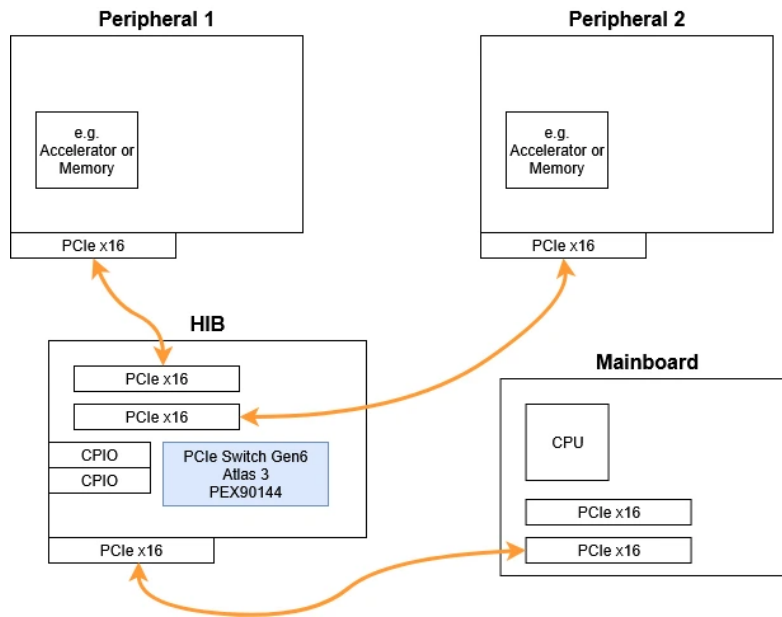 Peripheral 1
e.g.
Accelerator or
Memory
PCIe x16
Peripheral 2
e.g.
Accelerator or
Memory
PCIe x16
HIB
PCIe x16
PCIe x16
CPIO
CPIO
PCIe Switch Gen6
Atlas 3
PEX90144
PCIe x16
Mainboard
CPU
PCIe x16
PCIe x16